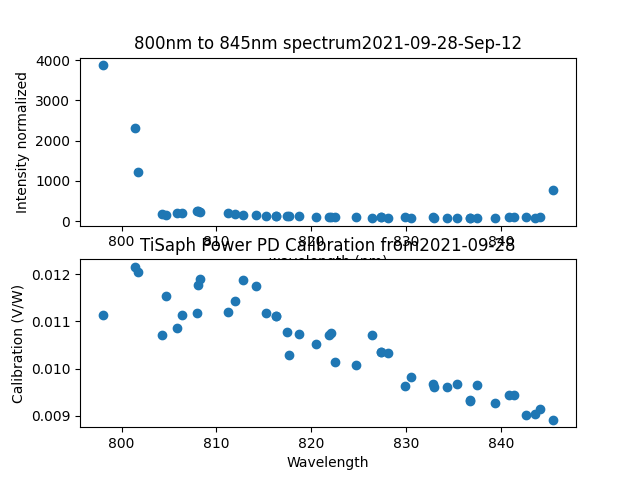 800nm to 845nm spectrum2021-09-28-Sep-12
4000
3000
2000
1000
0
Intensity normalized
800 810 820 830 840
wavelength (nm)
TiSaph Power PD Calibration from2021-09-28
0.012
0.011
0.010
0.009
Calibration (V/W)
800 810 820 830 840
Wavelength